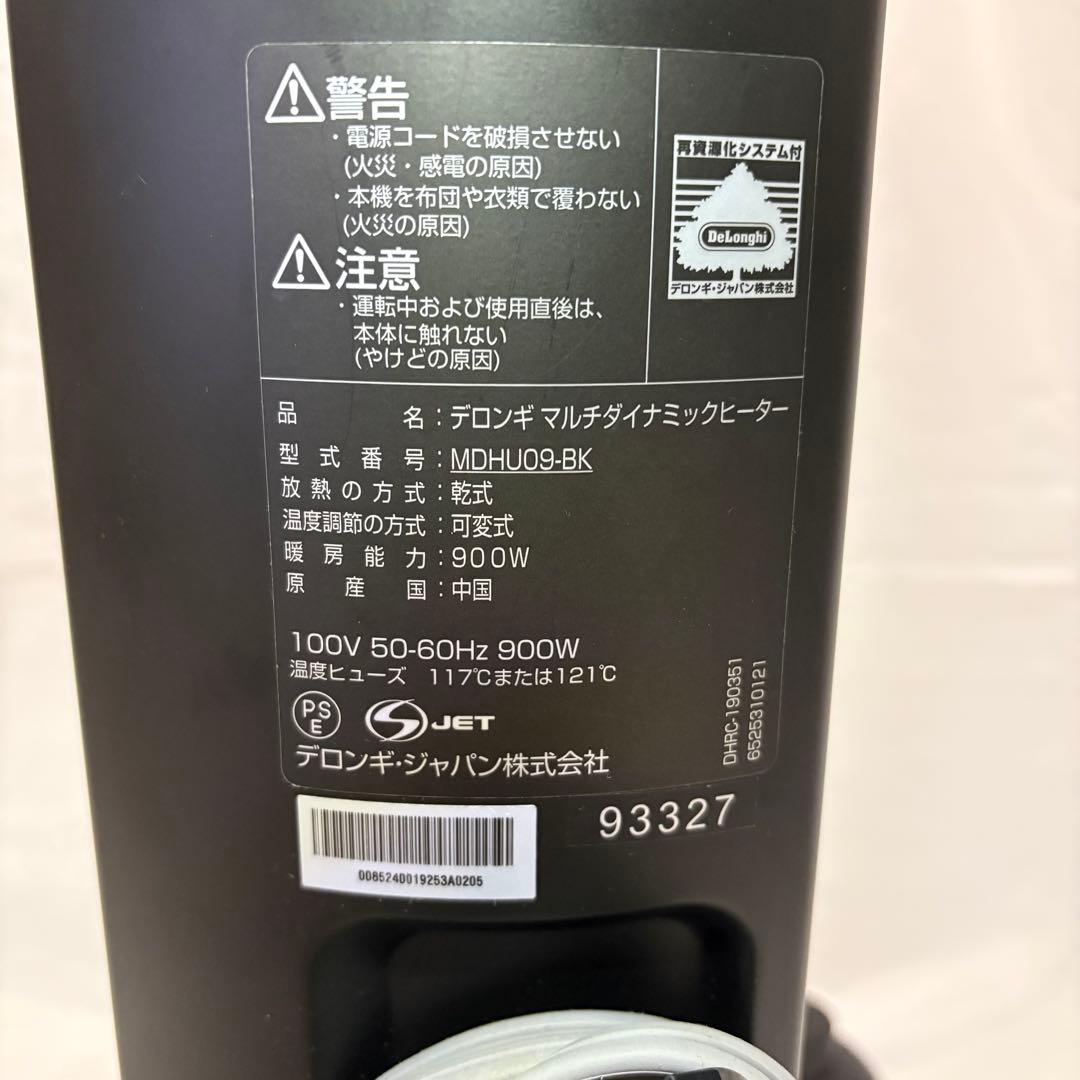 警告
・電源コードを破損させない
(火災・感電の原因)
・本機を布団や衣類で覆わない
(火災の原因)
注意
・運転中および使用直後は、
本体に触れない
(やけどの原因)
再資源化システム付
DeLonghi
デロンギ・ジャパン株式会社
品名：デロンギ マルチダイナミックヒーター
型式番号：MDHU09-BK
放熱の方式：乾式
温度調節の方式：可変式
暖房能力：900W
原産国：中国
100V 50-60Hz 900W
温度ヒューズ 117℃または121℃
PSE
S JET
デロンギ・ジャパン株式会社
DHRC-190351
6525310121
93327
0085240019253A0205